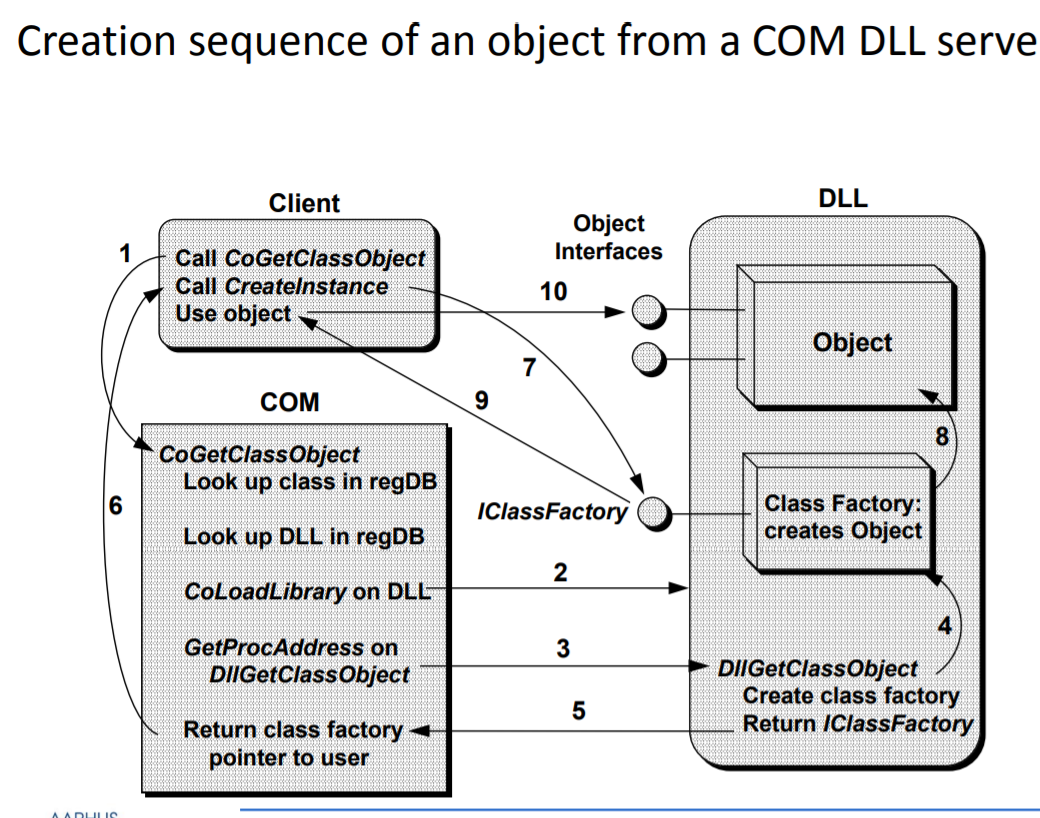 Creation sequence of an object from a COM DLL serve
Client
DLL
Object
Interfaces
1
Call CoGetClassObject
Call CreateInstance
Use object
10
Object
7
9
COM
8
CoGetClassObject
Look up class in regDB
6
IClassFactory
Class Factory:
creates Object
Look up DLL in regDB
2
CoLoadLibrary on DLL
4
GetProcAddress on
DllGetClassObject
3
DllGetClassObject
Create class factory
Return IClassFactory
5
Return class factory
pointer to user
AARHUS